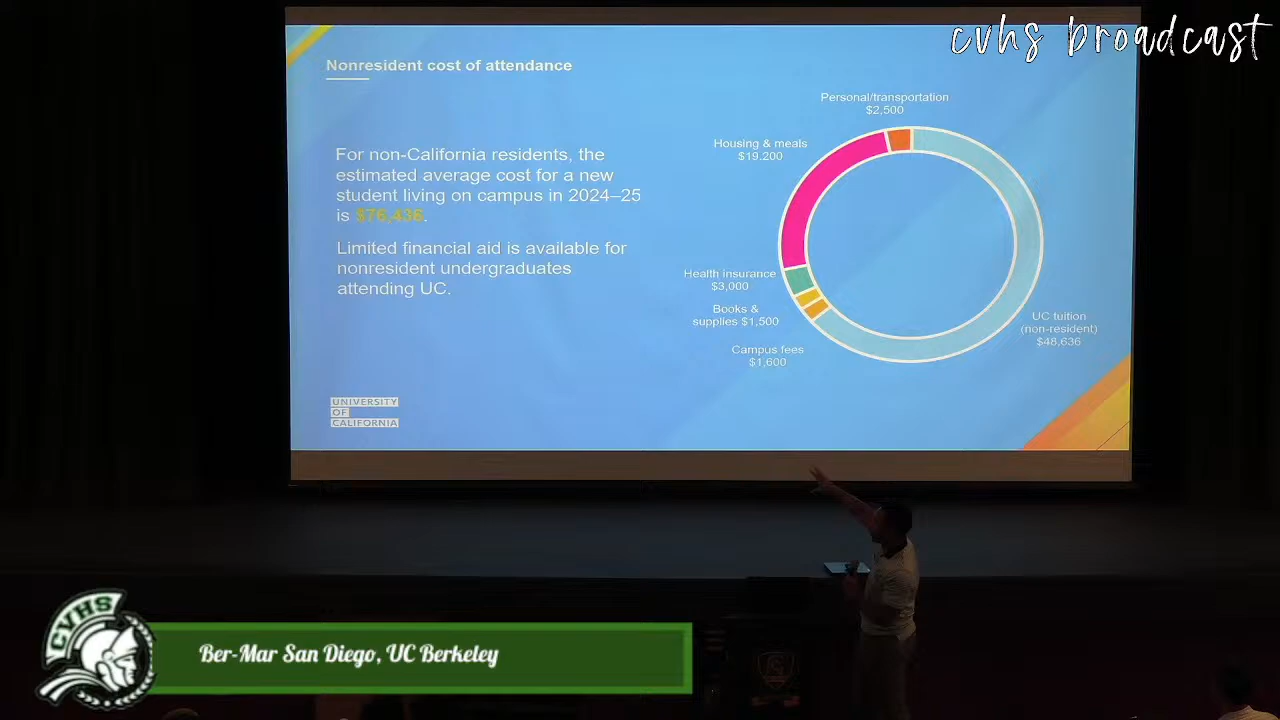 cvhs broadcast
Nonresident cost of attendance
For non-California residents, the
estimated average cost for a new
student living on campus in 2024–25
is $76,436.
Limited financial aid is available for
nonresident undergraduates
attending UC.
Personal/transportation
$2,500
Housing & meals
$19.200
Health insurance
$3,000
Books &
supplies $1,500
Campus fees
$1,600
UC tuition
(non-resident)
$48,636
UNIVERSITY
OF
CALIFORNIA
CVHS
Ber-Mar San Diego, UC Berkeley